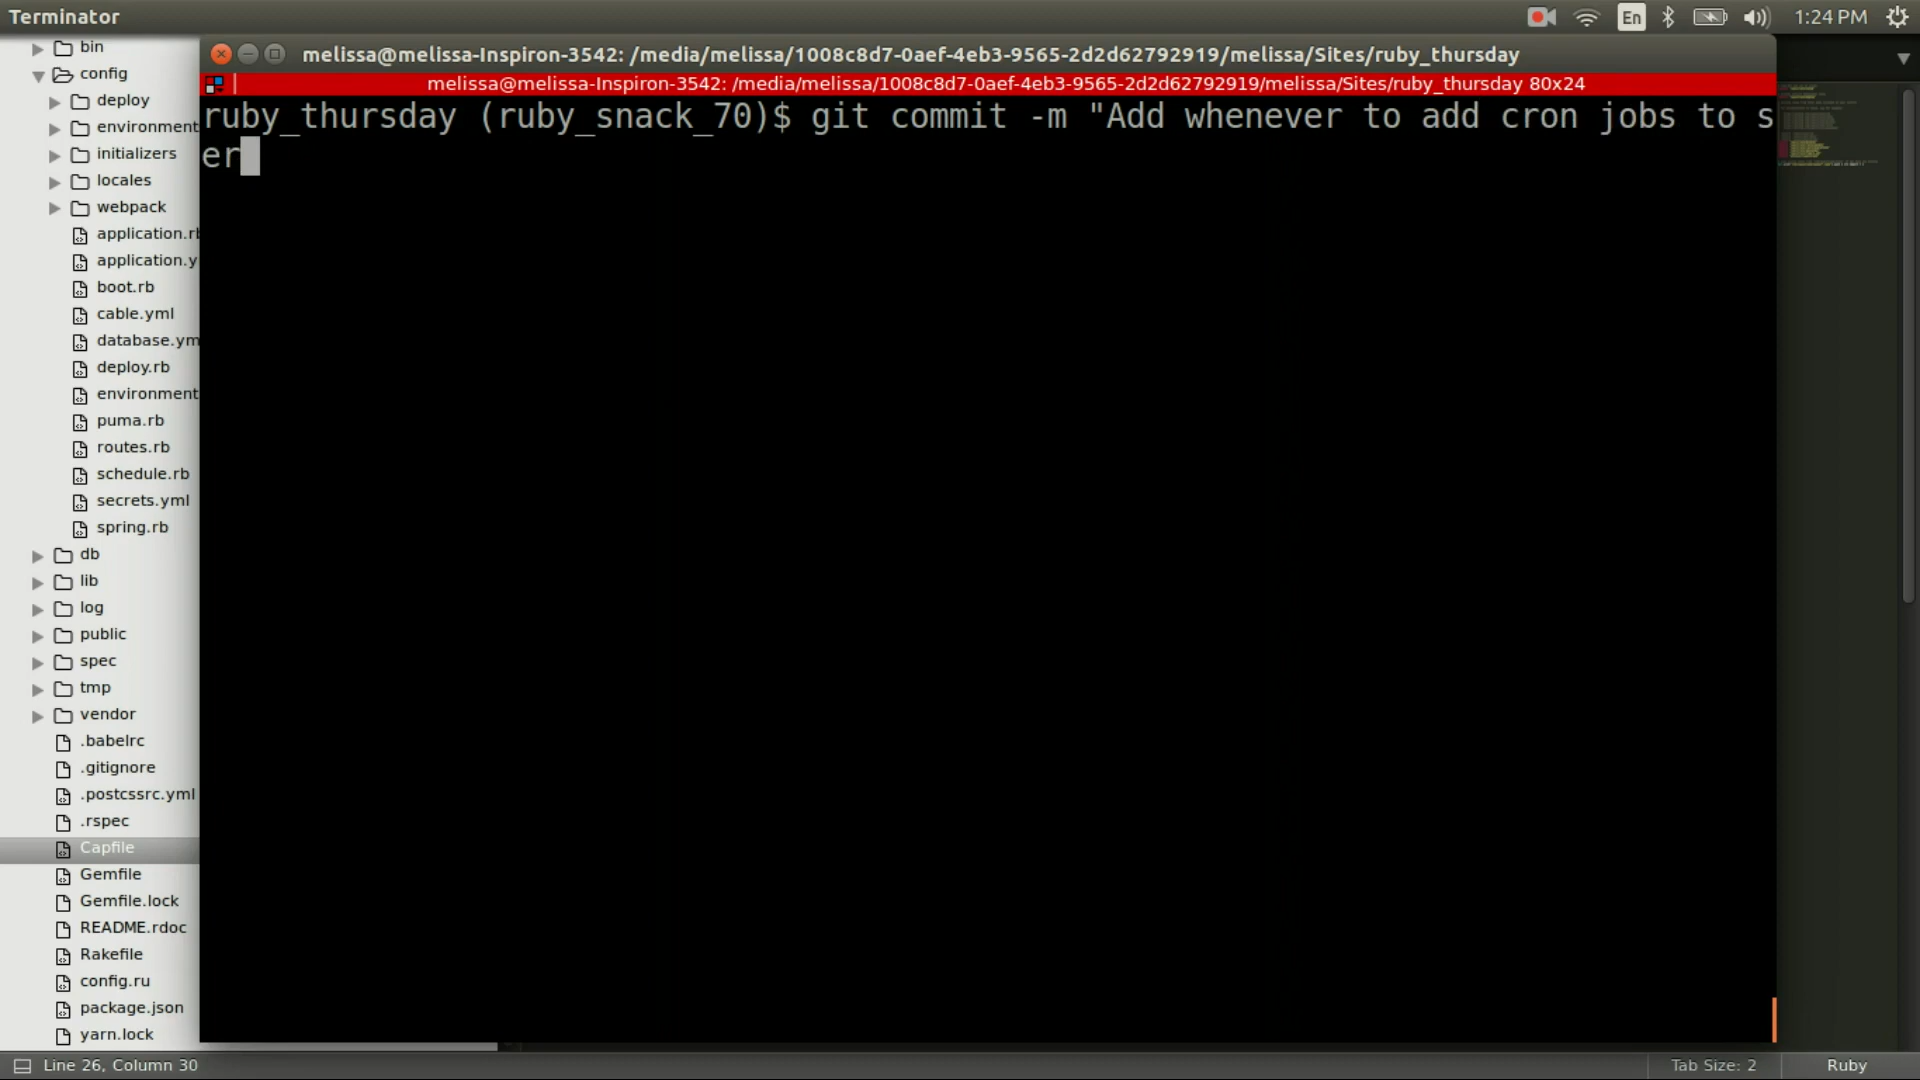 Terminator
En
1:24 PM
melissa@melissa-Inspiron-3542: /media/melissa/1008c8d7-0aef-4eb3-9565-2d2d62792919/melissa/Sites/ruby_thursday
melissa@melissa-Inspiron-3542: /media/melissa/1008c8d7-0aef-4eb3-9565-2d2d62792919/melissa/Sites/ruby_thursday 80x24
ruby_thursday (ruby_snack_70)$ git commit -m "Add whenever to add cron jobs to s
er
bin
config
deploy
environment
initializers
locales
webpack
application.rb
application.y
boot.rb
cable.yml
database.ym
deploy.rb
environment
puma.rb
routes.rb
schedule.rb
secrets.yml
spring.rb
db
lib
log
public
spec
tmp
vendor
.babelrc
.gitignore
.postcssrc.yml
.rspec
Capfile
Gemfile
Gemfile.lock
README.rdoc
Rakefile
config.ru
package.json
yarn.lock
Line 26, Column 30
Tab Size: 2
Ruby